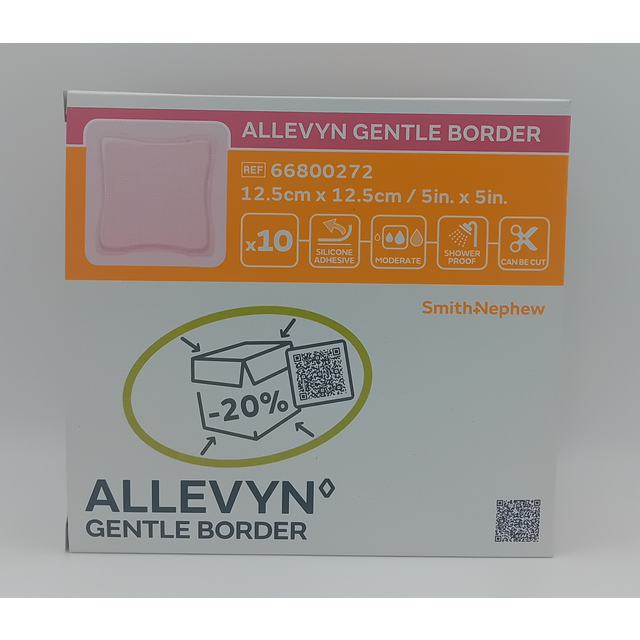 ALLEVYN GENTLE BORDER
REF 66800272
12.5cm x 12.5cm / 5in. x 5in.
x10
SILICONE
ADHESIVE
MODERATE
SHOWER
PROOF
CAN BE CUT
Smith+Nephew
-20%
ALLEVYN◊
GENTLE BORDER